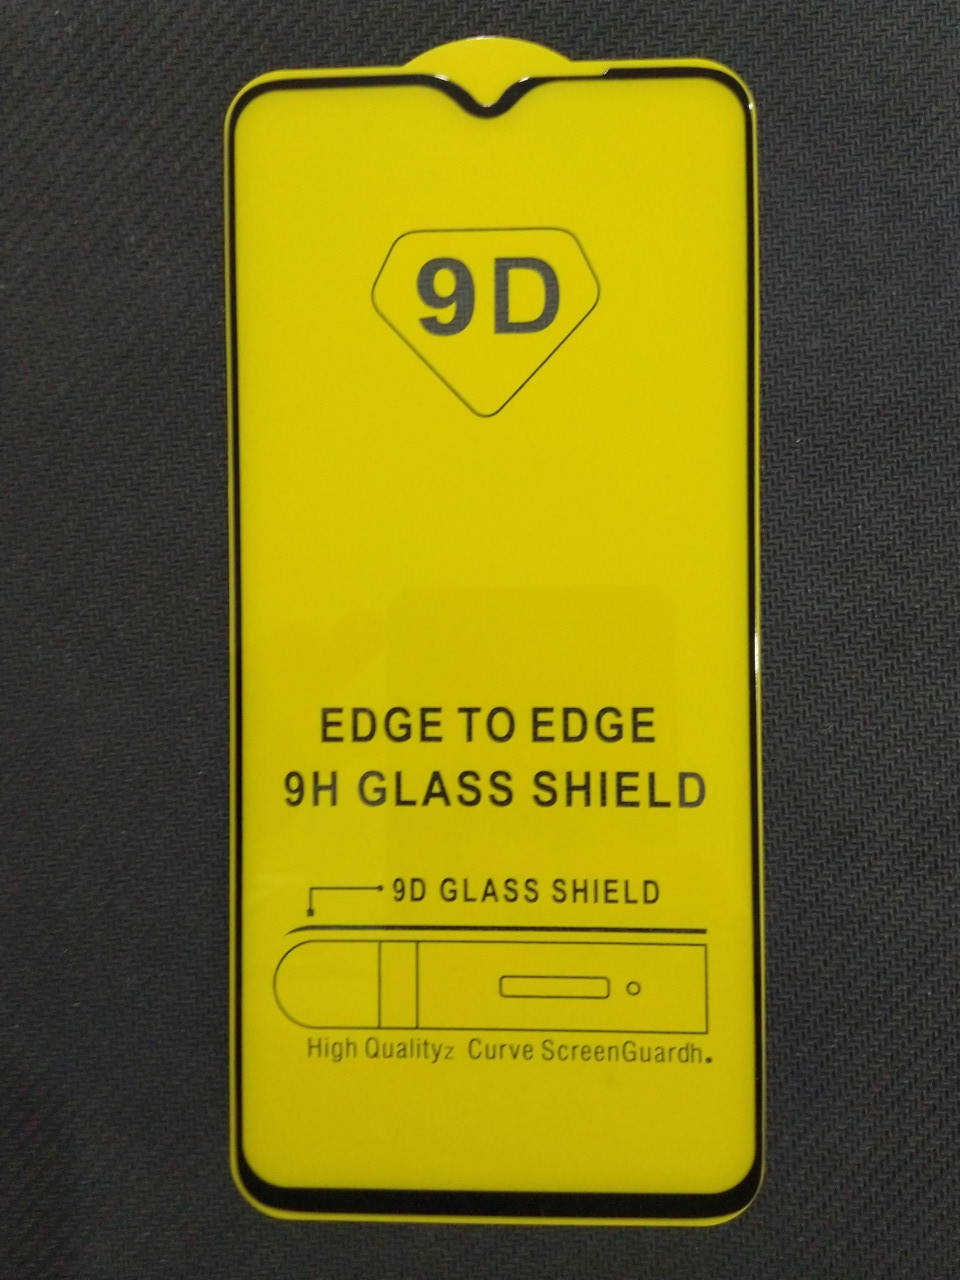 9D
EDGE TO EDGE
9H GLASS SHIELD
9D GLASS SHIELD
High Qualityz Curve ScreenGuardh.